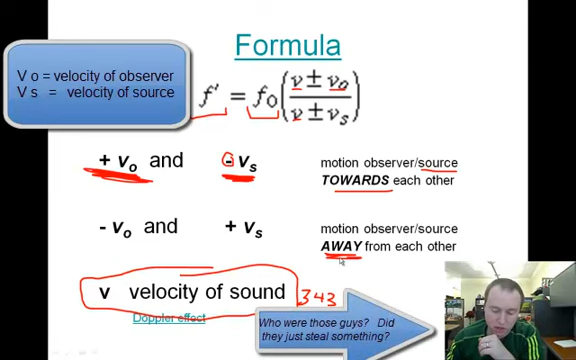 Formula
V o = velocity of observer
V s = velocity of source
f' = fo(v ± vo / v ± vs)
+ vo and - vs
motion observer/source
TOWARDS each other
- vo and + vs
motion observer/source
AWAY from each other
v velocity of sound 343
Doppler effect
Who were those guys? Did
they just steal something?